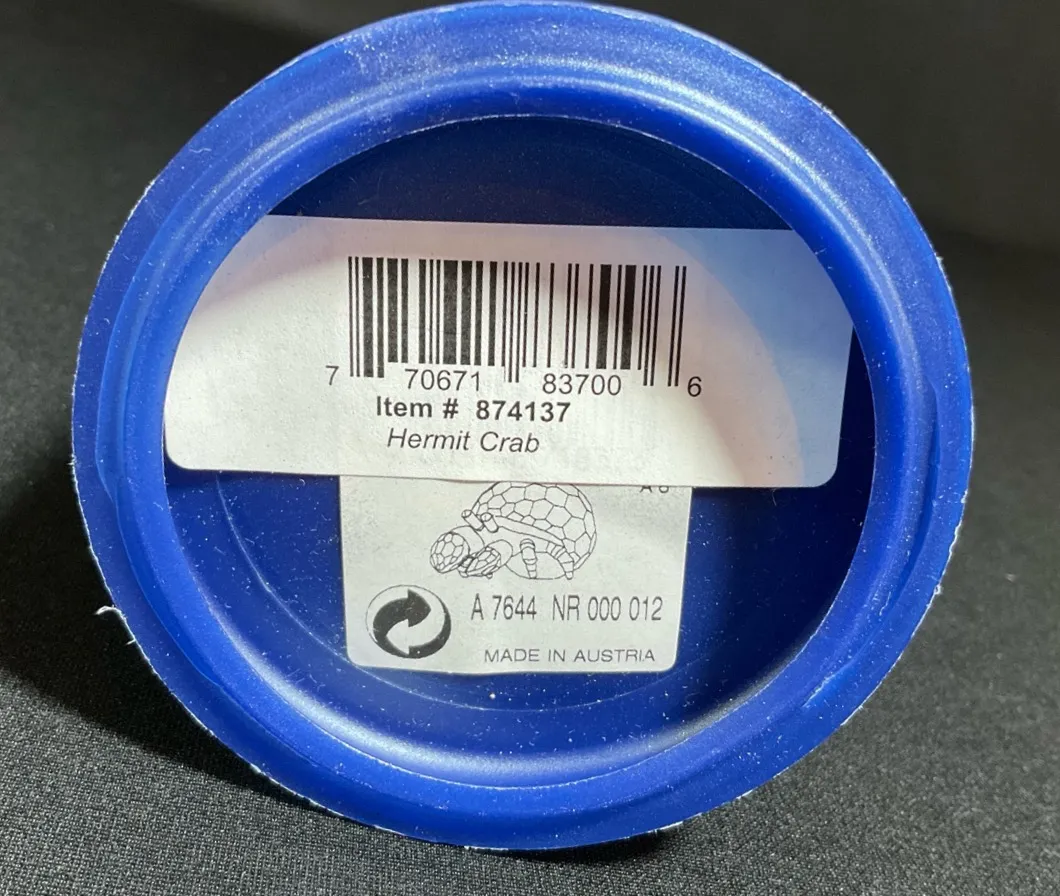 7 70671 83700 6
Item # 874137
Hermit Crab
A 7644 NR 000 012
MADE IN AUSTRIA